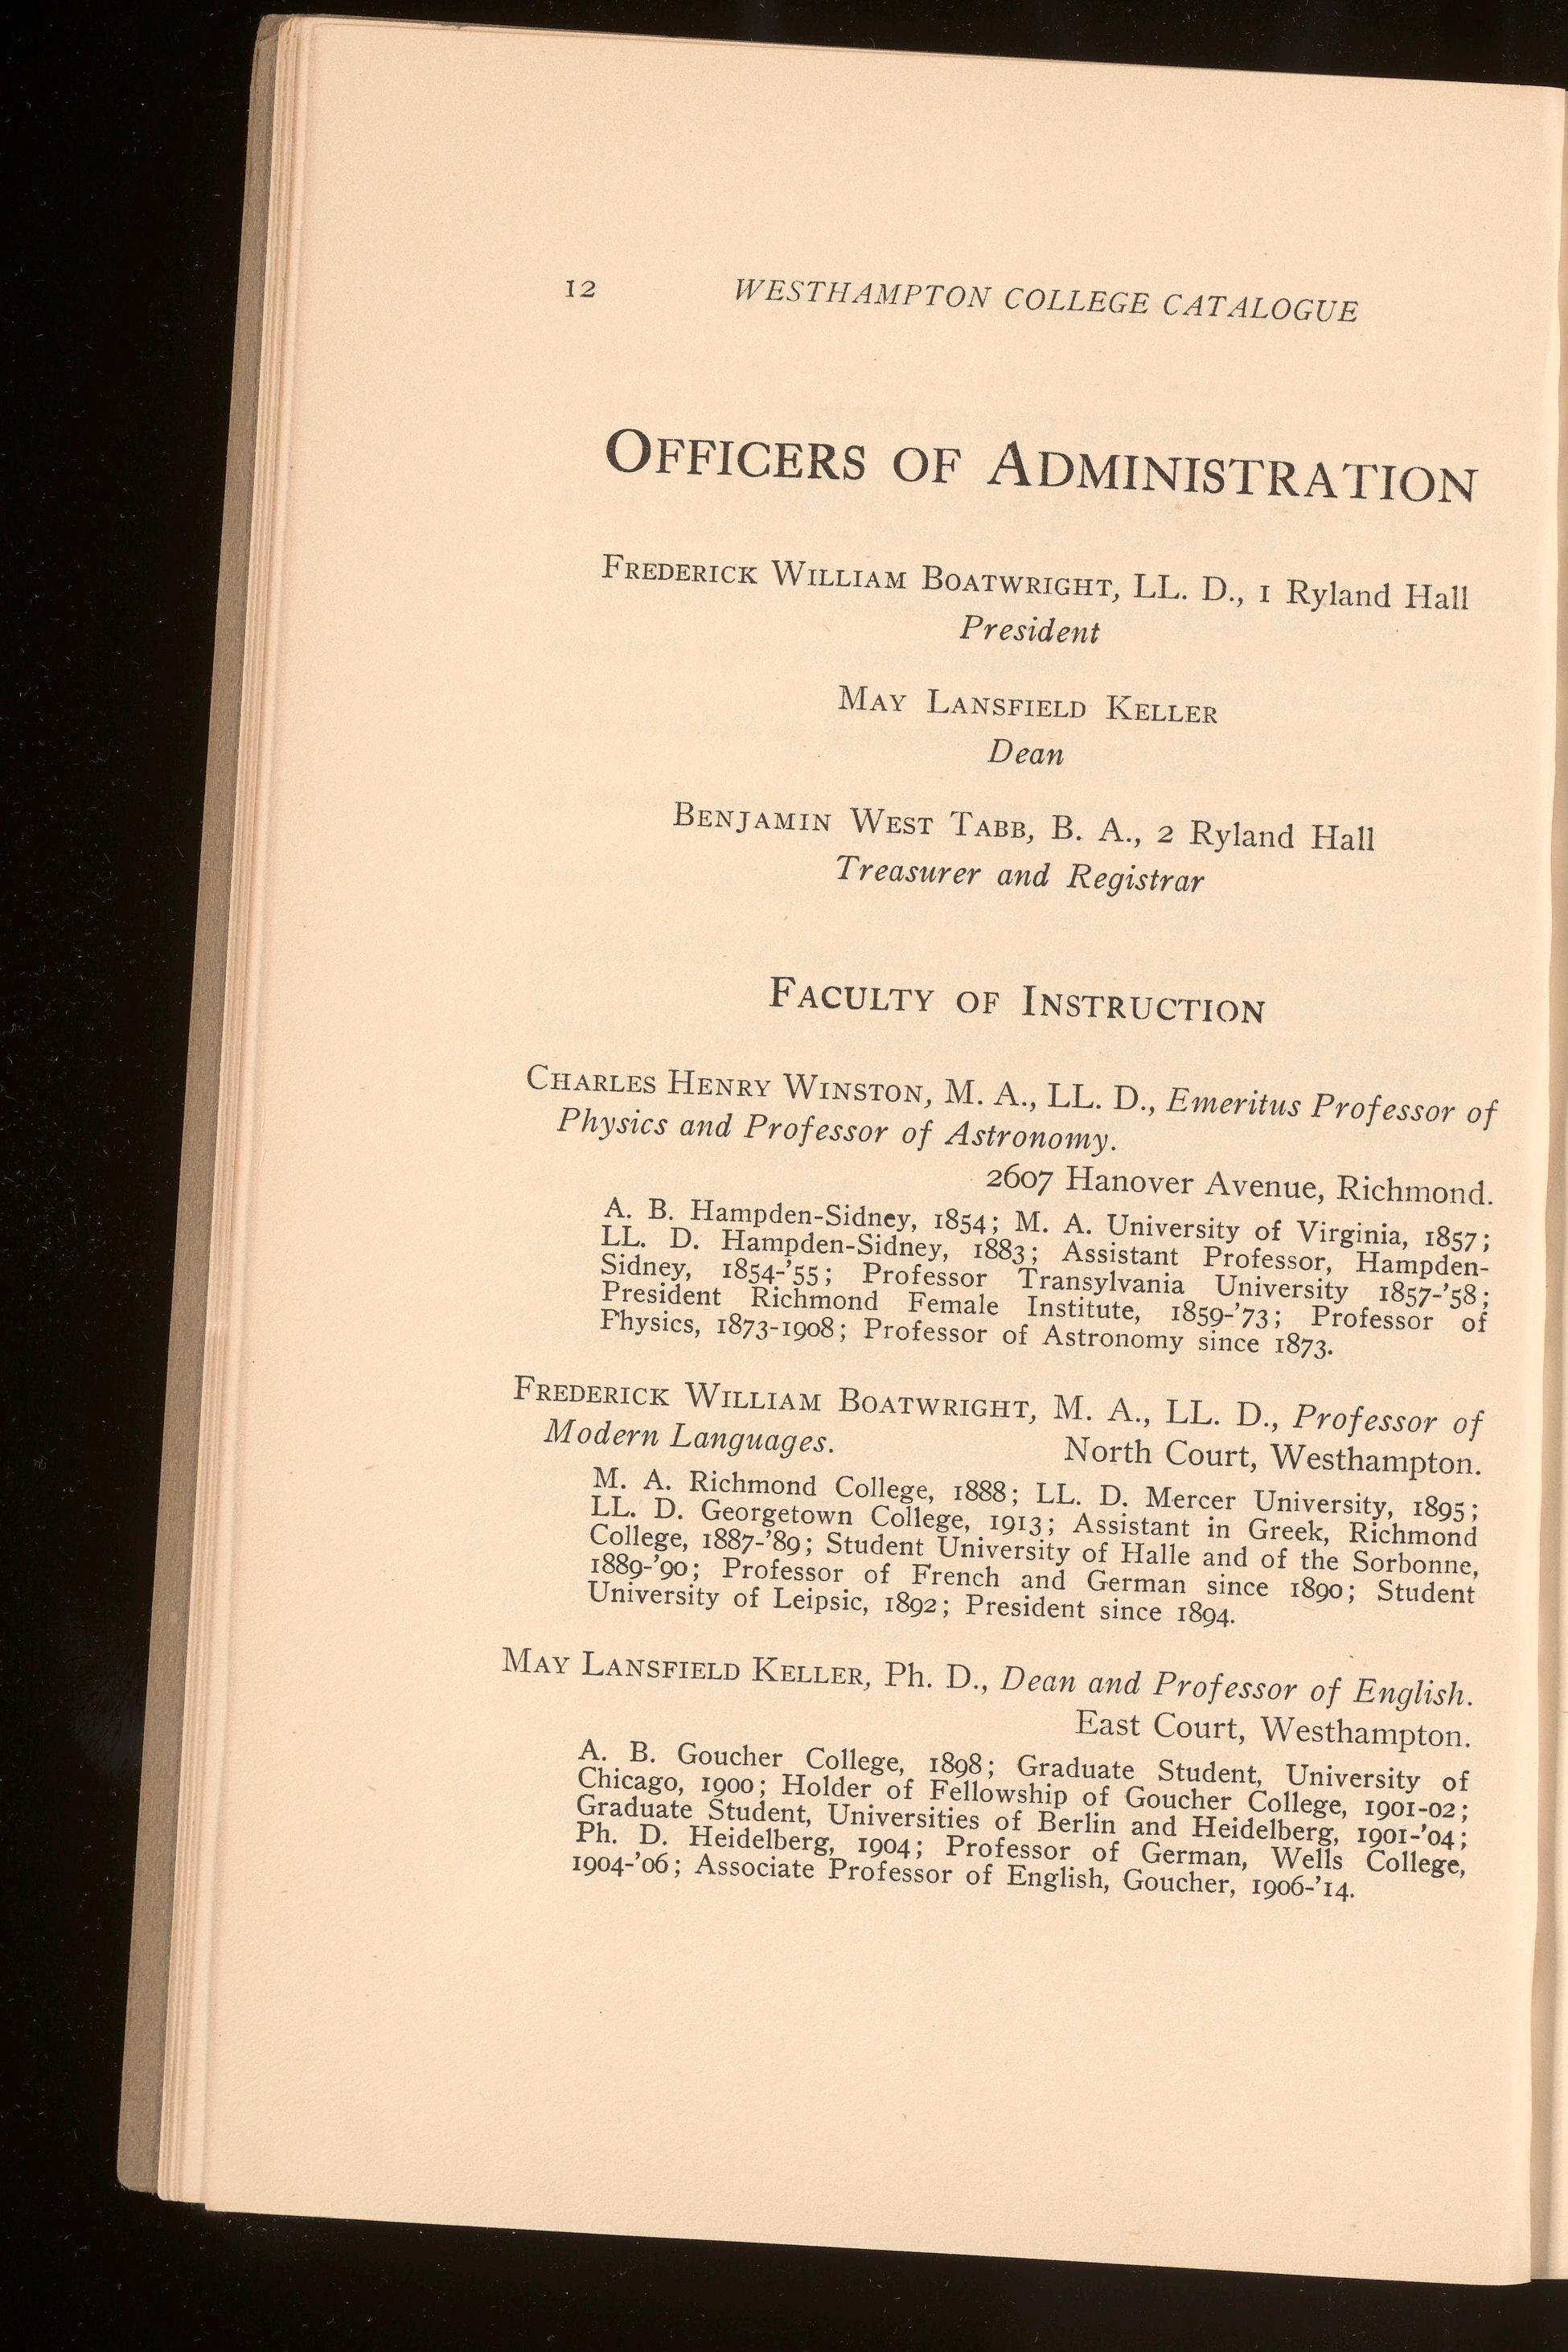 12 WESTHAMPTON COLLEGE CATALOGUE
OFFICERS OF ADMINISTRATION
FREDERICK WILLIAM BOATWRIGHT, LL. D., 1 Ryland Hall
President
MAY LANSFIELD KELLER
Dean
BENJAMIN WEST TABB, B. A., 2 Ryland Hall
Treasurer and Registrar
FACULTY OF INSTRUCTION
CHARLES HENRY WINSTON, M. A., LL. D., Emeritus Professor of
Physics and Professor of Astronomy.
2607 Hanover Avenue, Richmond.
A. B. Hampden-Sidney, 1854; M. A. University of Virginia, 1857;
LL. D. Hampden-Sidney, 1883; Assistant Professor, Hampden-
Sidney, 1854-'55; Professor Transylvania University 1857-'58;
President Richmond Female Institute, 1859-'73; Professor of
Physics, 1873-1908; Professor of Astronomy since 1873.
FREDERICK WILLIAM BOATWRIGHT, M. A., LL. D., Professor of
Modern Languages. North Court, Westhampton.
M. A. Richmond College, 1888; LL. D. Mercer University, 1895;
LL. D. Georgetown College, 1913; Assistant in Greek, Richmond
College, 1887-'89; Student University of Halle and of the Sorbonne,
1889-'90; Professor of French and German since 1890; Student
University of Leipsic, 1892; President since 1894.
MAY LANSFIELD KELLER, Ph. D., Dean and Professor of English.
East Court, Westhampton.
A. B. Goucher College, 1898; Graduate Student, University of
Chicago, 1900; Holder of Fellowship of Goucher College, 1901-02;
Graduate Student, Universities of Berlin and Heidelberg, 1901-'04;
Ph. D. Heidelberg, 1904; Professor of German, Wells College,
1904-'06; Associate Professor of English, Goucher, 1906-'14.